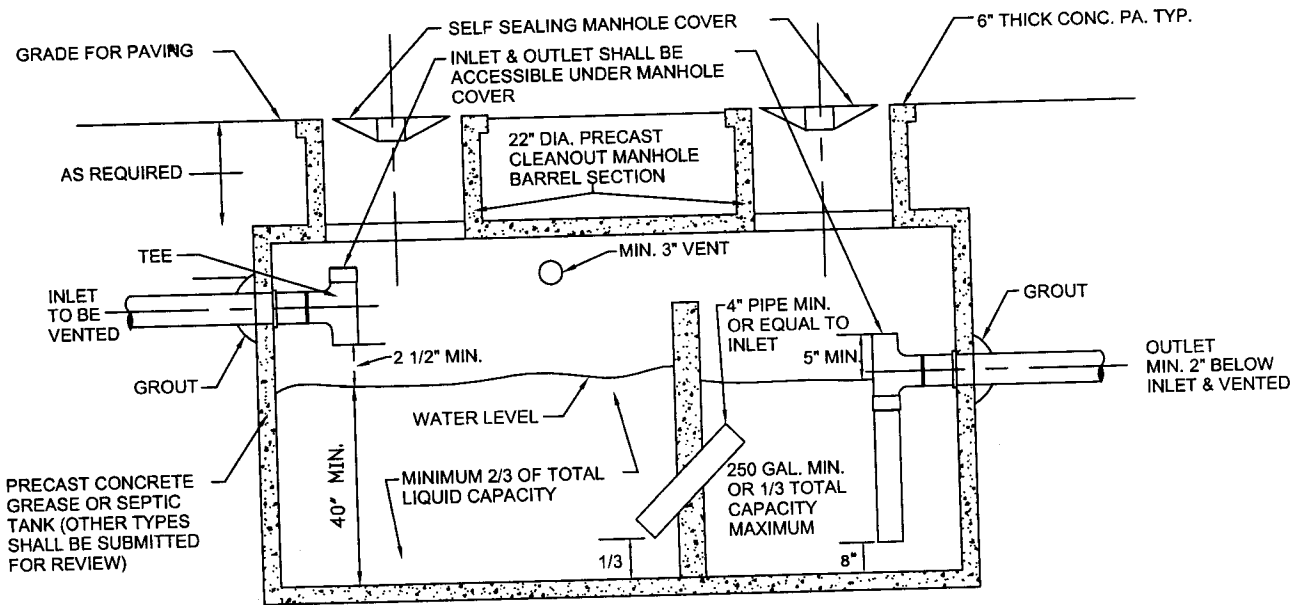 SELF SEALING MANHOLE COVER
6" THICK CONC. PA. TYP.
GRADE FOR PAVING
INLET & OUTLET SHALL BE
ACCESSIBLE UNDER MANHOLE
COVER
22" DIA. PRECAST
CLEANOUT MANHOLE
BARREL SECTION
AS REQUIRED
TEE
MIN. 3" VENT
INLET
TO BE
VENTED
4" PIPE MIN.
OR EQUAL TO
INLET
GROUT
2 1/2" MIN.
5" MIN.
OUTLET
MIN. 2" BELOW
INLET & VENTED
GROUT
WATER LEVEL
40" MIN.
PRECAST CONCRETE
GREASE OR SEPTIC
TANK (OTHER TYPES
SHALL BE SUBMITTED
FOR REVIEW)
MINIMUM 2/3 OF TOTAL
LIQUID CAPACITY
250 GAL. MIN.
OR 1/3 TOTAL
CAPACITY
MAXIMUM
1/3
8"